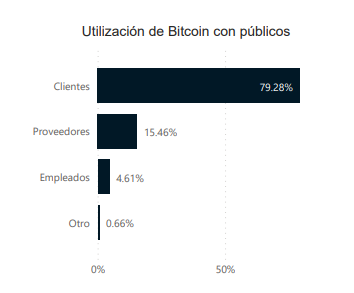 Utilización de Bitcoin con públicos
Clientes 79.28%
Proveedores 15.46%
Empleados 4.61%
Otro 0.66%
0% 50%